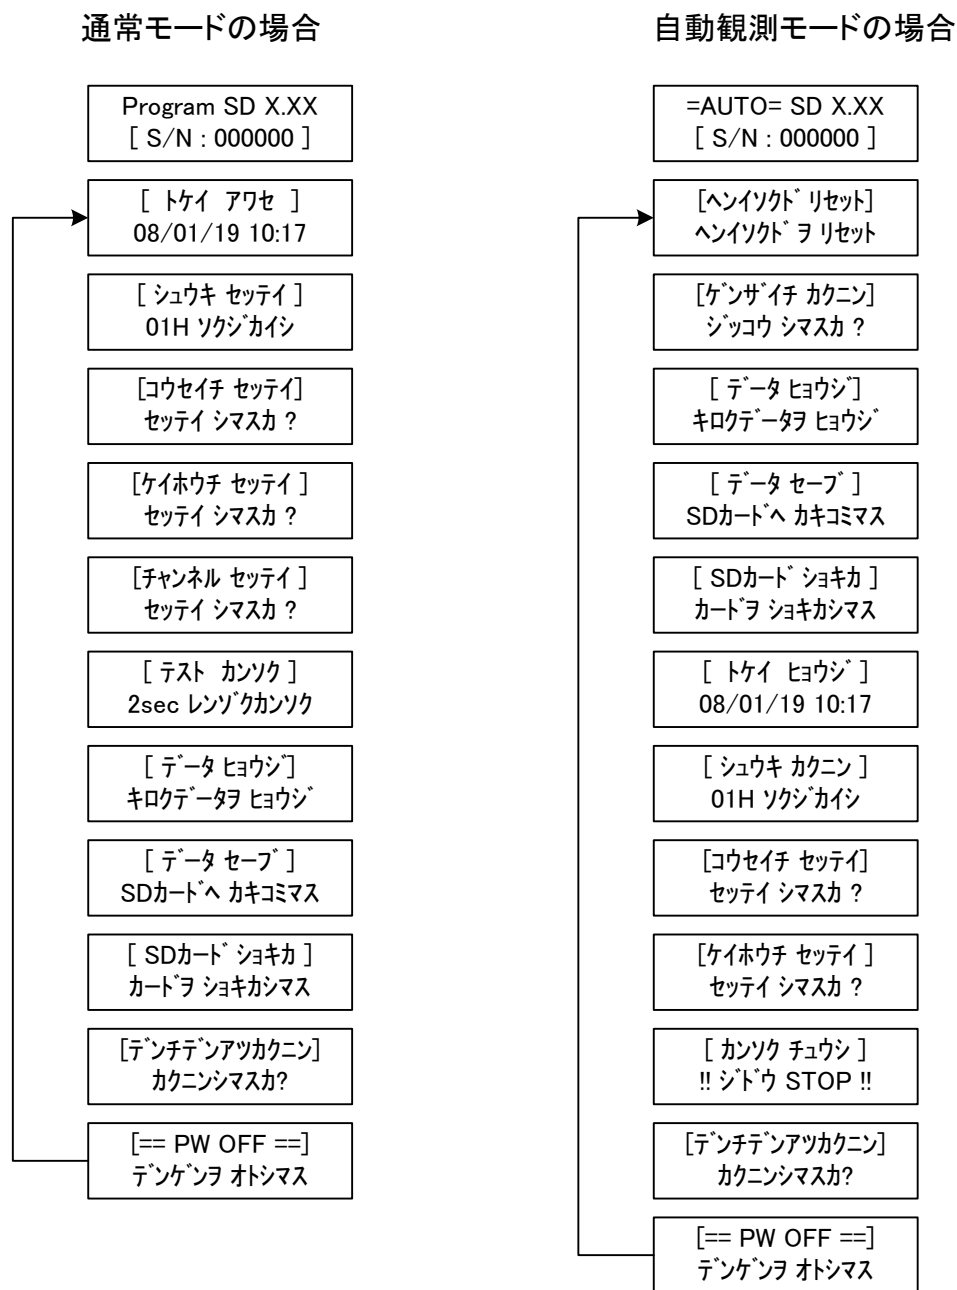 通常モードの場合
Program SD X.XX
[ S/N : 000000 ]
[ ﾄｹｲ ｱﾜｾ ]
08/01/19 10:17
[ ｼｭｳｷ ｾｯﾃｲ ]
01H ｿｸｼﾞｶｲｼ
[ｺｳｾｲﾁ ｾｯﾃｲ]
ｾｯﾃｲ ｼﾏｽｶ ?
[ｹｲﾎｳﾁ ｾｯﾃｲ ]
ｾｯﾃｲ ｼﾏｽｶ ?
[ﾁｬﾝﾈﾙ ｾｯﾃｲ ]
ｾｯﾃｲ ｼﾏｽｶ ?
[ ﾃｽﾄ ｶﾝｿｸ ]
2sec ﾚﾝｿﾞｸｶﾝｿｸ
[ ﾃﾞｰﾀ ﾋｮｳｼﾞ]
ｷﾛｸﾃﾞｰﾀｦ ﾋｮｳｼﾞ
[ ﾃﾞｰﾀ ｾｰﾌﾞ ]
SDｶｰﾄﾞﾍ ｶｷｺﾐﾏｽ
[ SDｶｰﾄﾞ ｼｮｷｶ ]
ｶｰﾄﾞｦ ｼｮｷｶｼﾏｽ
[ﾃﾞﾝﾁﾃﾞﾝｱﾂｶｸﾆﾝ]
ｶｸﾆﾝｼﾏｽｶ?
[== PW OFF ==]
ﾃﾞﾝｹﾞﾝｦ ｵﾄｼﾏｽ
自動観測モードの場合
=AUTO= SD X.XX
[ S/N : 000000 ]
[ﾍﾝｲｿｸﾄﾞ ﾘｾｯﾄ]
ﾍﾝｲｿｸﾄﾞ ｦ ﾘｾｯﾄ
[ｹﾞﾝｻﾞｲﾁ ｶｸﾆﾝ]
ｼﾞｯｺｳ ｼﾏｽｶ ?
[ ﾃﾞｰﾀ ﾋｮｳｼﾞ]
ｷﾛｸﾃﾞｰﾀｦ ﾋｮｳｼﾞ
[ ﾃﾞｰﾀ ｾｰﾌﾞ ]
SDｶｰﾄﾞﾍ ｶｷｺﾐﾏｽ
[ SDｶｰﾄﾞ ｼｮｷｶ ]
ｶｰﾄﾞｦ ｼｮｷｶｼﾏｽ
[ ﾄｹｲ ﾋｮｳｼﾞ ]
08/01/19 10:17
[ ｼｭｳｷ ｶｸﾆﾝ ]
01H ｿｸｼﾞｶｲｼ
[ｺｳｾｲﾁ ｾｯﾃｲ]
ｾｯﾃｲ ｼﾏｽｶ ?
[ｹｲﾎｳﾁ ｾｯﾃｲ ]
ｾｯﾃｲ ｼﾏｽｶ ?
[ ｶﾝｿｸ ﾁｭｳｼ ]
!! ｼﾞﾄﾞｳ STOP !!
[ﾃﾞﾝﾁﾃﾞﾝｱﾂｶｸﾆﾝ]
ｶｸﾆﾝｼﾏｽｶ?
[== PW OFF ==]
ﾃﾞﾝｹﾞﾝｦ ｵﾄｼﾏｽ